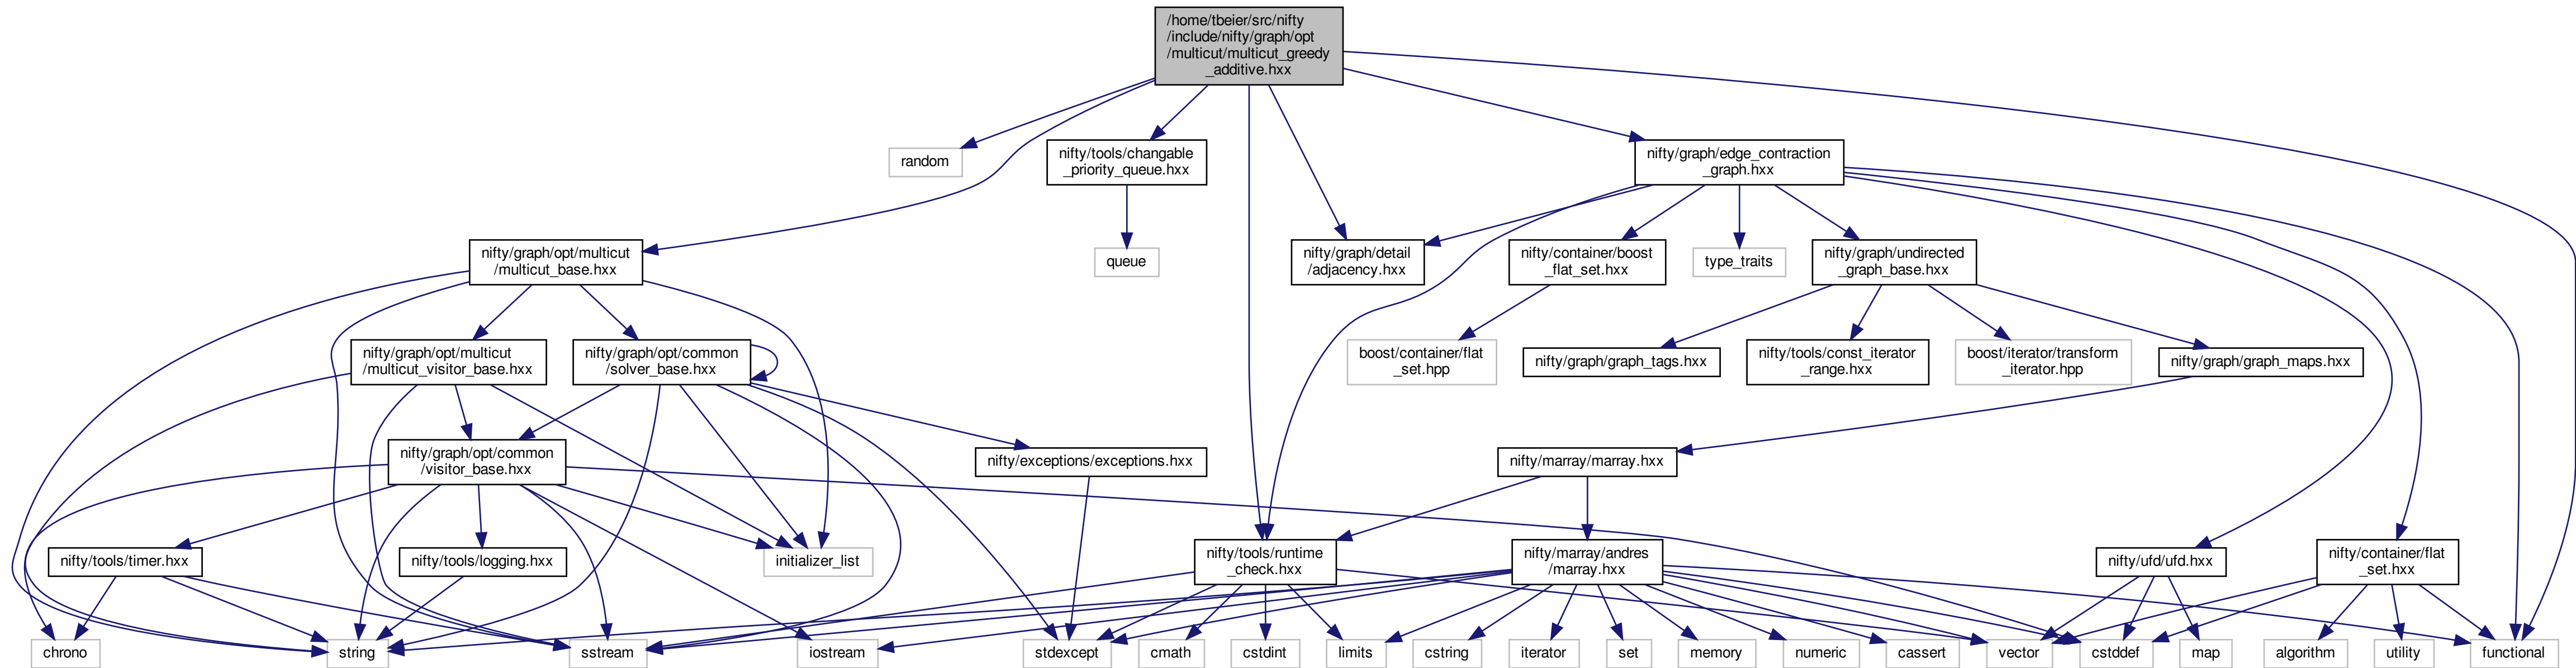 /home/tbeier/src/nifty
/include/nifty/graph/opt
/multicut/multicut_greedy
_additive.hxx
random
nifty/tools/changable
_priority_queue.hxx
nifty/graph/edge_contraction
_graph.hxx
nifty/graph/opt/multicut
/multicut_base.hxx
queue
nifty/graph/detail
/adjacency.hxx
nifty/container/boost
_flat_set.hxx
type_traits
nifty/graph/undirected
_graph_base.hxx
nifty/graph/opt/multicut
/multicut_visitor_base.hxx
nifty/graph/opt/common
/solver_base.hxx
boost/container/flat
_set.hpp
nifty/graph/graph_tags.hxx
nifty/tools/const_iterator
_range.hxx
boost/iterator/transform
_iterator.hpp
nifty/graph/graph_maps.hxx
nifty/graph/opt/common
/visitor_base.hxx
nifty/exceptions/exceptions.hxx
nifty/marray/marray.hxx
nifty/tools/timer.hxx
nifty/tools/logging.hxx
initializer_list
nifty/tools/runtime
_check.hxx
nifty/marray/andres
/marray.hxx
nifty/ufd/ufd.hxx
nifty/container/flat
_set.hxx
chrono
string
sstream
iostream
stdexcept
cmath
cstdint
limits
cstring
iterator
set
memory
numeric
cassert
vector
cstddef
map
algorithm
utility
functional